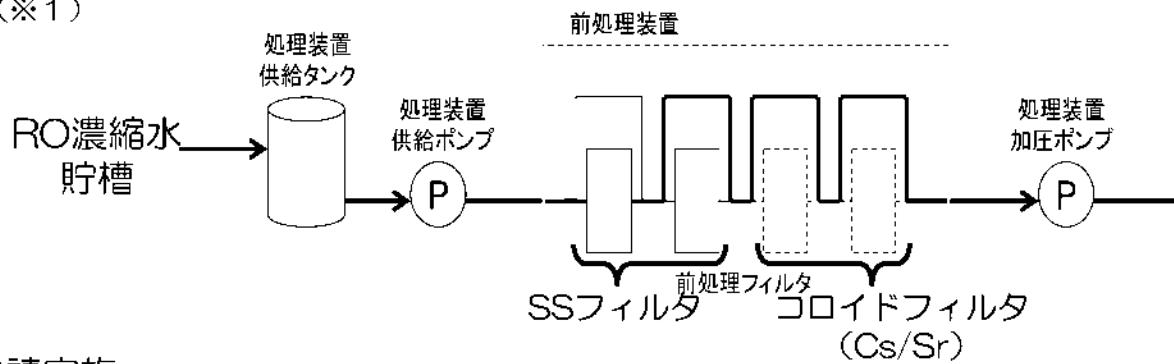 (※1)
前処理装置
処理装置
供給タンク
処理装置
供給ポンプ
処理装置
加圧ポンプ
RO濃縮水
貯槽
P
P
前処理フィルタ
SSフィルタ
コロイドフィルタ
(Cs/Sr)